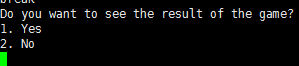 break
Do you want to see the result of the game?
1. Yes
2. No